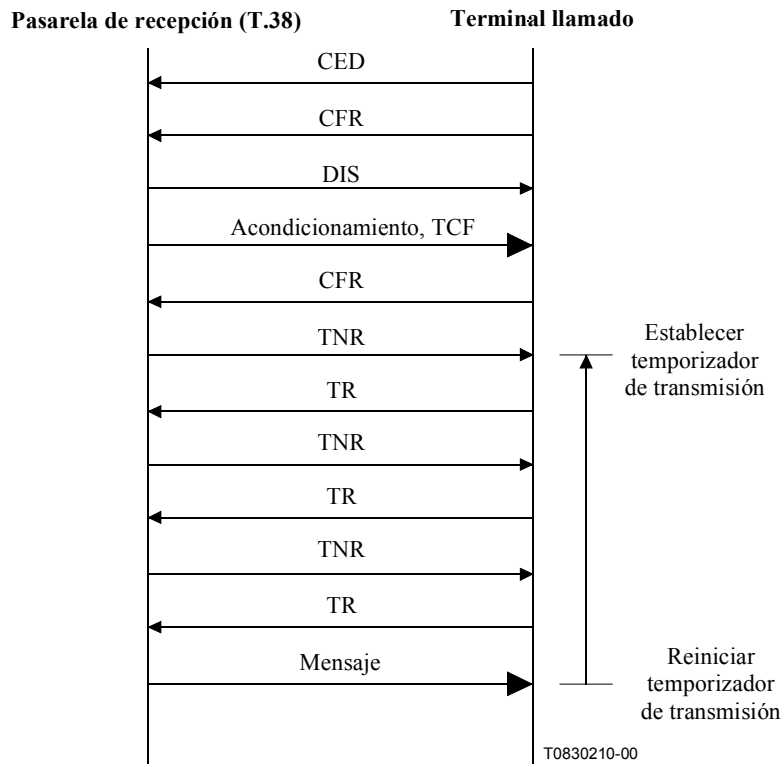 Pasarela de recepción (T.38)
Terminal llamado
CED
CFR
DIS
Acondicionamiento, TCF
CFR
TNR
Establecer
temporizador
de transmisión
TR
TNR
TR
TNR
TR
Mensaje
Reiniciar
temporizador
de transmisión
T0830210-00